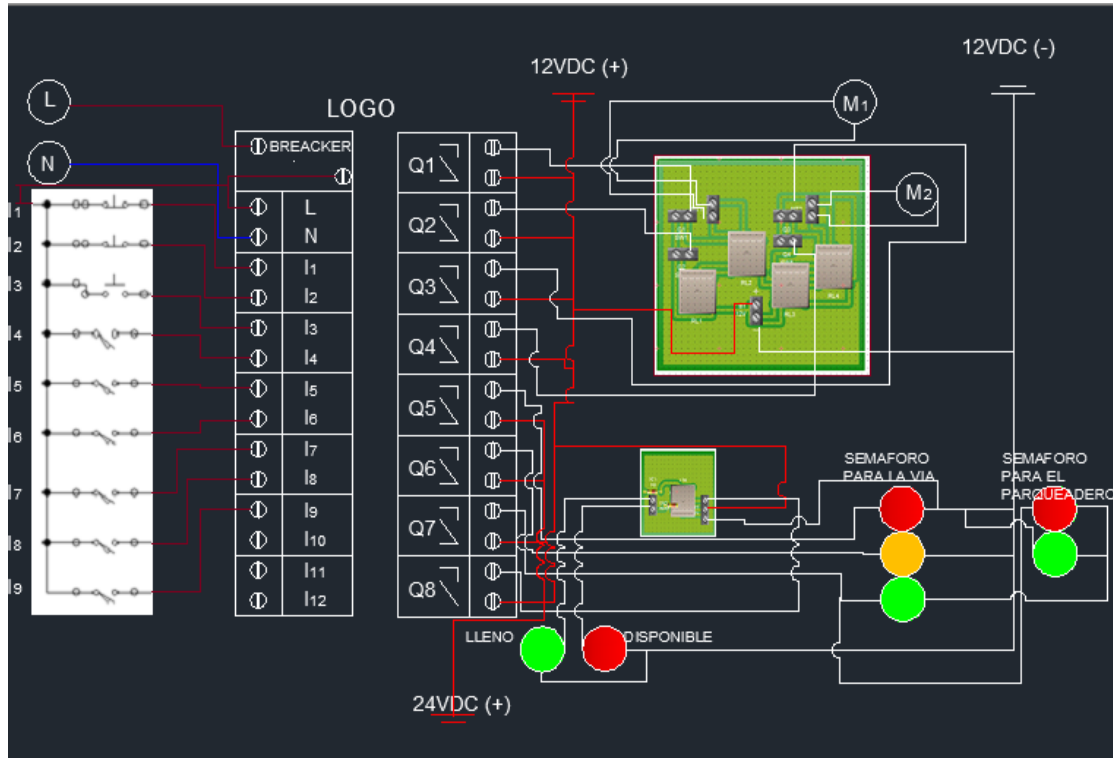 12VDC (-)
12VDC (+)
L
LOGO
M1
BREACKER
N
Q1
M2
I1
L
Q2
N
I2
I1
I3
Q3
I2
I3
I4
Q4
I4
I5
I5
Q5
I6
I6
I7
Q6
SEMAFORO
PARA LA VIA
SEMAFORO
PARA EL
PARQUEADERO
I7
I8
I9
Q7
I8
I10
I11
Q8
I9
I12
LLENO
DISPONIBLE
24VDC (+)